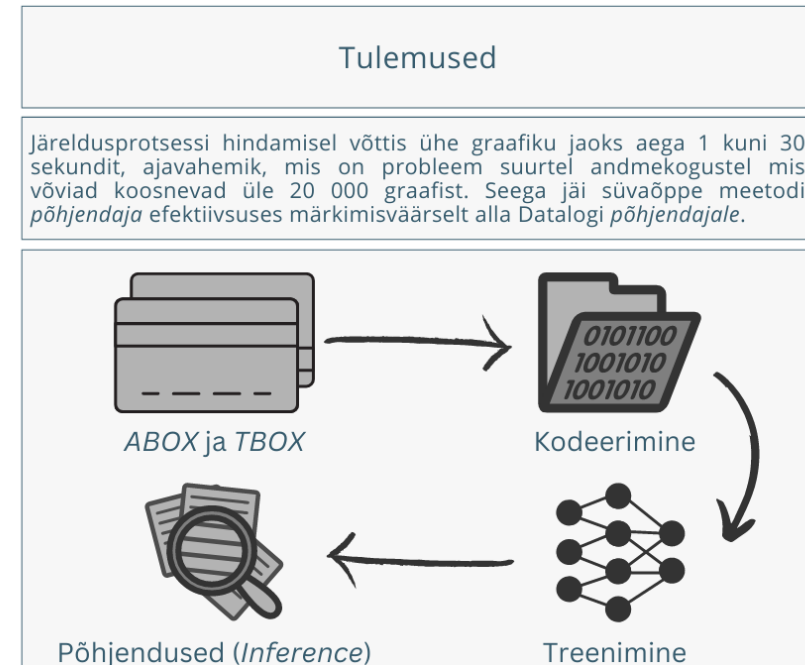 Tulemused
Järeldusprotsessi hindamisel võttis ühe graafiku jaoks aega 1 kuni 30
sekundit, ajavahemik, mis on probleem suurtel andmekogustel mis
võviad koosnevad üle 20 000 graafist. Seega jäi süvaõppe meetodi
põhjendaja efektiivsuses märkimisväärselt alla Datalogi põhjendajale.
0101100
1001010
1001010
ABOX ja TBOX
Kodeerimine
Põhjendused (Inference)
Treenimine